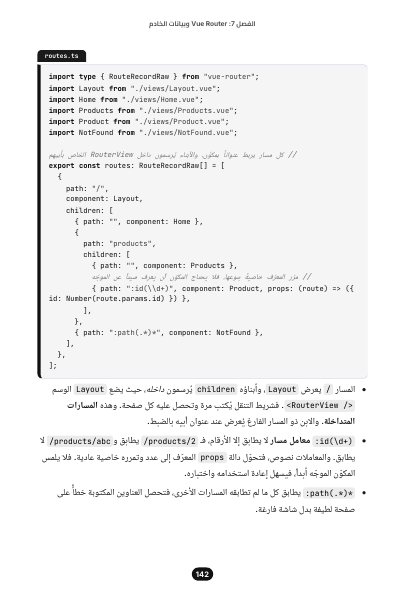 الفصل 7: Vue Router وبيانات الخادم
routes.ts
import type { RouteRecordRaw } from "vue-router";
import Layout from "./views/Layout.vue";
import Home from "./views/Home.vue";
import Products from "./views/Products.vue";
import Product from "./views/Product.vue";
import NotFound from "./views/NotFound.vue";
// كل مسار يربط عنواناً بمكوّن، والأبناء يُرسمون داخل RouterView الخاص بأبيهم
export const routes: RouteRecordRaw[] = [
{
path: "/",
component: Layout,
children: [
{ path: "", component: Home },
{
path: "products",
children: [
{ path: "", component: Products },
// مرّر المعرّف خاصيةً بنوعها، فلا يحتاج المكوّن أن يعرف شيئاً عن الموجّه
{ path: ":id(\\d+)", component: Product, props: (route) => ({
id: Number(route.params.id) }) },
],
},
{ path: ":path(.*)*", component: NotFound },
],
},
];
• المسار / يعرض Layout، وأبناؤه children يُرسمون داخله، حيث يضع Layout الوسم
<RouterView />. فشريط التنقل يُكتب مرة وتحصل عليه كل صفحة. وهذه المسارات
المتداخلة. والابن ذو المسار الفارغ يُعرض عند عنوان أبيه بالضبط.
• :id(\d+) معامل مسار لا يطابق إلا الأرقام، فـ /products/2 يطابق و /products/abc لا
يطابق. والمعاملات نصوص، فتحوّل دالة props المعرّف إلى عدد وتمرره خاصية عادية. فلا يلمس
المكوّن الموجّه أبداً، فيسهل إعادة استخدامه واختباره.
• :path(.*)* يطابق كل ما لم تطابقه المسارات الأخرى، فتحصل العناوين المكتوبة خطأً على
صفحة لطيفة بدل شاشة فارغة.
142